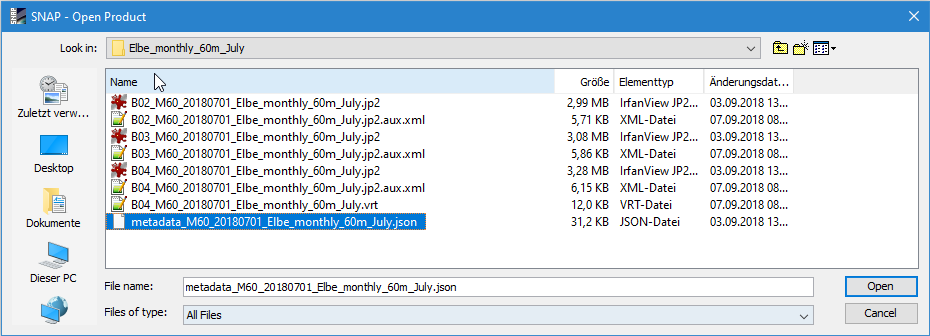 SNAP - Open Product
Look in: Elbe_monthly_60m_July
Name Größe Elementtyp Änderungsdat...
B02_M60_20180701_Elbe_monthly_60m_July.jp2 2,99 MB IrfanView JP2... 03.09.2018 13...
B02_M60_20180701_Elbe_monthly_60m_July.jp2.aux.xml 5,71 KB XML-Datei 07.09.2018 08...
B03_M60_20180701_Elbe_monthly_60m_July.jp2 3,08 MB IrfanView JP2... 03.09.2018 13...
B03_M60_20180701_Elbe_monthly_60m_July.jp2.aux.xml 5,86 KB XML-Datei 07.09.2018 08...
B04_M60_20180701_Elbe_monthly_60m_July.jp2 3,28 MB IrfanView JP2... 03.09.2018 13...
B04_M60_20180701_Elbe_monthly_60m_July.jp2.aux.xml 6,15 KB XML-Datei 07.09.2018 08...
B04_M60_20180701_Elbe_monthly_60m_July.vrt 12,0 KB VRT-Datei 07.09.2018 08...
metadata_M60_20180701_Elbe_monthly_60m_July.json 31,2 KB JSON-Datei 03.09.2018 13...
Zuletzt verw...
Desktop
Dokumente
Dieser PC
File name: metadata_M60_20180701_Elbe_monthly_60m_July.json Open
Files of type: All Files Cancel